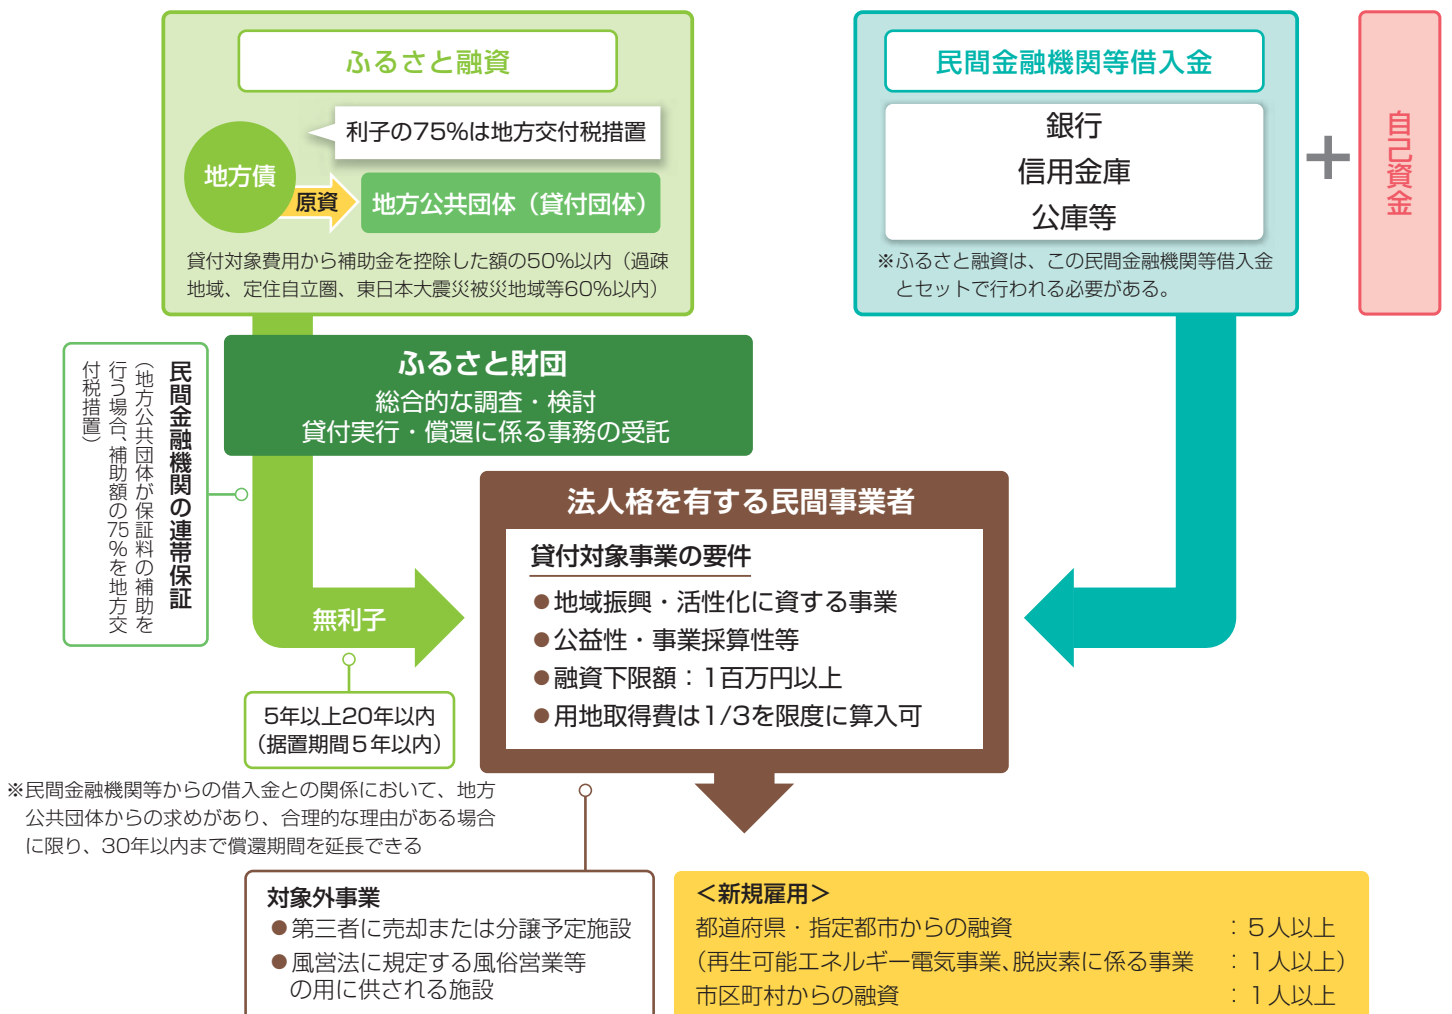 ふるさと融資
利子の75%は地方交付税措置
地方債
原資
地方公共団体（貸付団体）
貸付対象費用から補助金を控除した額の50%以内（過疎
地域、定住自立圏、東日本大震災被災地域等60%以内）
民間金融機関等借入金
銀行
信用金庫
公庫等
※ふるさと融資は、この民間金融機関等借入金
とセットで行われる必要がある。
＋
自己資金
ふるさと財団
総合的な調査・検討
貸付実行・償還に係る事務の受託
民間金融機関の連帯保証
（地方公共団体が保証料の補助を
行う場合、補助額の75%を地方交
付税措置）
無利子
5年以上20年以内
（据置期間５年以内）
※民間金融機関等からの借入金との関係において、地方
公共団体からの求めがあり、合理的な理由がある場合
に限り、30年以内まで償還期間を延長できる
法人格を有する民間事業者
貸付対象事業の要件
●地域振興・活性化に資する事業
●公益性・事業採算性等
●融資下限額：1百万円以上
●用地取得費は1/3を限度に算入可
対象外事業
●第三者に売却または分譲予定施設
●風営法に規定する風俗営業等
の用に供される施設
＜新規雇用＞
都道府県・指定都市からの融資　：５人以上
（再生可能エネルギー電気事業、脱炭素に係る事業　：１人以上）
市区町村からの融資　：１人以上